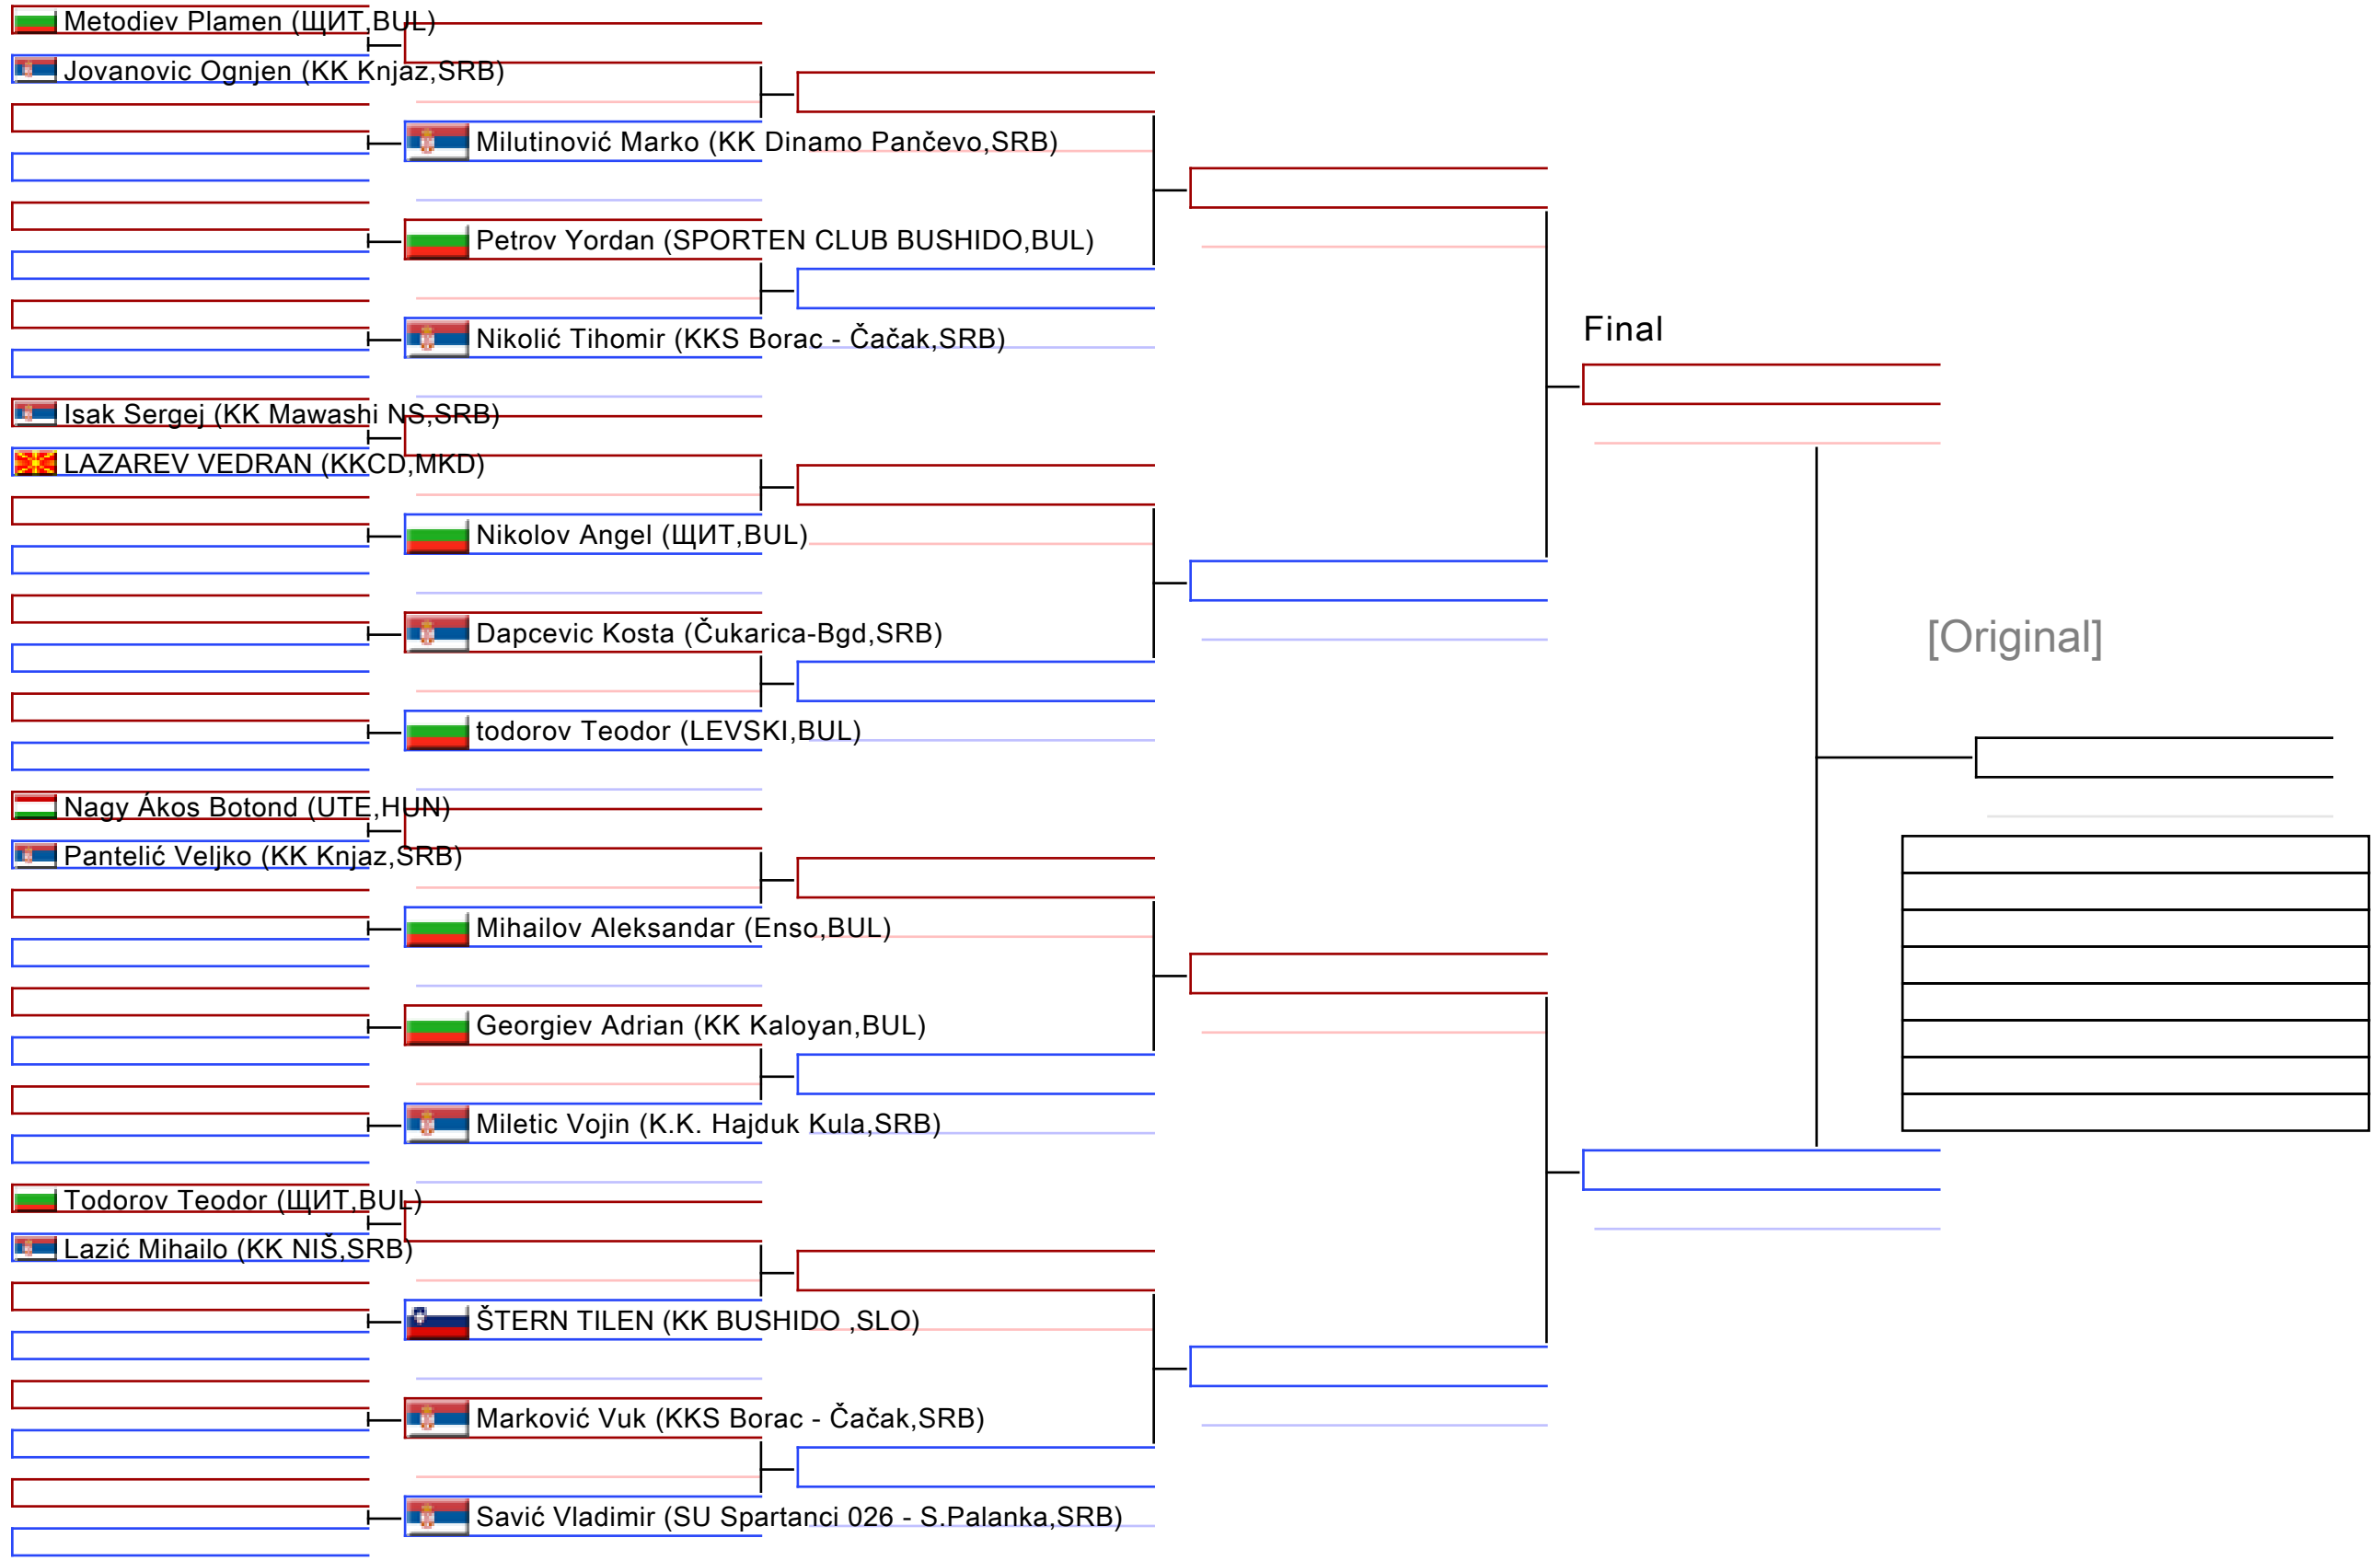 Metodiev Plamen (ЩИТ,BUL)
Jovanovic Ognjen (KK Knjaz,SRB)
Milutinović Marko (KK Dinamo Pančevo,SRB)
Petrov Yordan (SPORTEN CLUB BUSHIDO,BUL)
Nikolić Tihomir (KKS Borac - Čačak,SRB)
Final
Isak Sergej (KK Mawashi NS,SRB)
LAZAREV VEDRAN (KKCD,MKD)
Nikolov Angel (ЩИТ,BUL)
Dapcevic Kosta (Čukarica-Bgd,SRB)
[Original]
todorov Teodor (LEVSKI,BUL)
Nagy Ákos Botond (UTE,HUN)
Pantelić Veljko (KK Knjaz,SRB)
Mihailov Aleksandar (Enso,BUL)
Georgiev Adrian (KK Kaloyan,BUL)
Miletic Vojin (K.K. Hajduk Kula,SRB)
Todorov Teodor (ЩИТ,BUL)
Lazić Mihailo (KK NIŠ,SRB)
ŠTERN TILEN (KK BUSHIDO ,SLO)
Marković Vuk (KKS Borac - Čačak,SRB)
Savić Vladimir (SU Spartanci 026 - S.Palanka,SRB)